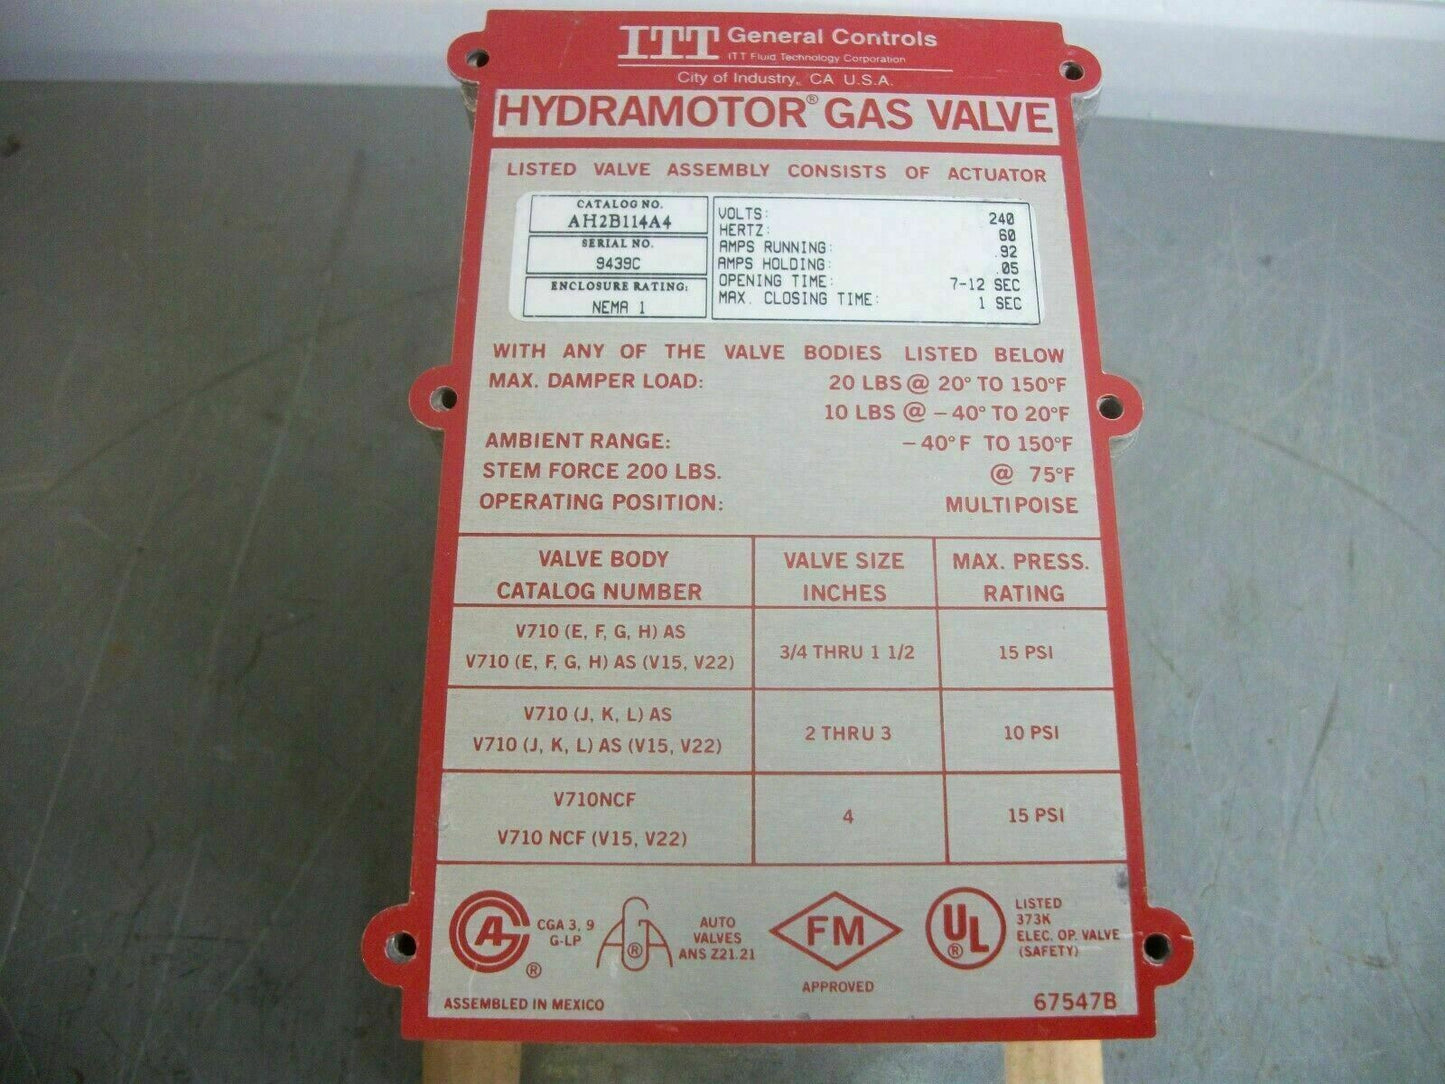 ITT General Controls
ITT Fluid Technology Corporation
City of Industry, CA U.S.A.
HYDRAMOTOR® GAS VALVE
LISTED VALVE ASSEMBLY CONSISTS OF ACTUATOR
CATALOG NO.
AH2B114A4
SERIAL NO.
9439C
ENCLOSURE RATING:
NEMA 1
VOLTS: 240
HERTZ: 60
AMPS RUNNING: .92
AMPS HOLDING: .05
OPENING TIME: 7-12 SEC
MAX. CLOSING TIME: 1 SEC
WITH ANY OF THE VALVE BODIES LISTED BELOW
MAX. DAMPER LOAD: 20 LBS @ 20° TO 150°F
10 LBS @ -40° TO 20°F
AMBIENT RANGE: -40°F TO 150°F
STEM FORCE 200 LBS. @ 75°F
OPERATING POSITION: MULTIPOISE
VALVE BODY CATALOG NUMBER
VALVE SIZE INCHES
MAX. PRESS. RATING
V710 (E, F, G, H) AS
V710 (E, F, G, H) AS (V15, V22)
3/4 THRU 1 1/2
15 PSI
V710 (J, K, L) AS
V710 (J, K, L) AS (V15, V22)
2 THRU 3
10 PSI
V710NCF
V710 NCF (V15, V22)
4
15 PSI
CGA 3, 9
G-LP
®
AGA
®
AUTO
VALVES
ANS Z21.21
FM
APPROVED
UL
®
LISTED
373K
ELEC. OP. VALVE
(SAFETY)
ASSEMBLED IN MEXICO
67547B